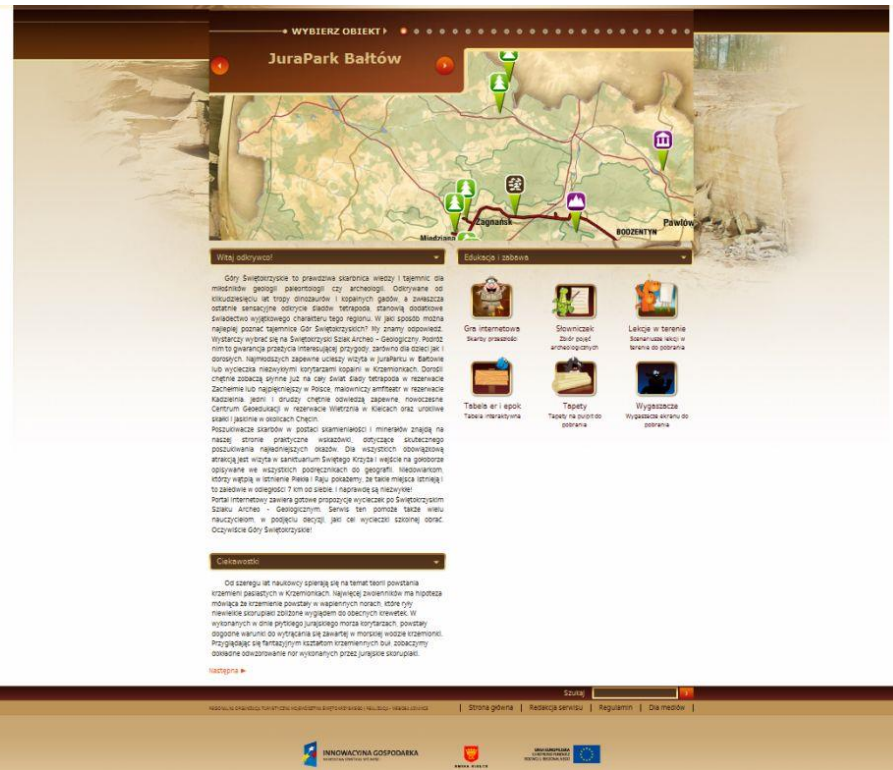 WYBIERZ OBIEKT
JuraPark Bałtów
Zagnańsk
Miedziana
BODZENTYN
Pawłów
Witaj odkrywco!
Góry Świętokrzyskie to prawdziwa skarbnica wiedzy i tajemnic dla
miłośników geologii paleontologii czy archeologii. Odkrywane od
kilkudziesięciu lat tropy dinozaurów i kopalnych gadów, a zwłaszcza
ostatnie sensacyjne odkrycie śladów tetrapoda, stanowią dodatkowe
świadectwo wyjątkowego charakteru tego regionu. W jaki sposób można
najlepiej poznać tajemnice Gór Świętokrzyskich? My znamy odpowiedź.
Wystarczy wybrać się na Świętokrzyski Szlak Archeo – Geologiczny. Podróż
nim to gwarancja przeżycia interesującej przygody, zarówno dla dzieci jak i
dorosłych. Najmłodszych zapewne ucieszy wizyta w JuraParku w Bałtowie
lub wycieczka niezwykłymi korytarzami kopalni w Krzemionkach. Dorośli
chętnie zobaczą słynne już na cały świat ślady tetrapoda w rezerwacie
Zachełmie lub najpiękniejszy w Polsce, malowniczy amfiteatr w rezerwacie
Kadzielnia. Jedni i drudzy chętnie odwiedzą zapewne, nowoczesne
Centrum Geoedukacji w rezerwacie Wietrznia w Kielcach oraz urokliwe
skałki i jaskinie w okolicach Chęcin.
Poszukiwacze skarbów w postaci skamieniałości i minerałów znajdą na
naszej stronie praktyczne wskazówki, dotyczące skutecznego
poszukiwania najładniejszych okazów. Dla wszystkich obowiązkową
atrakcją jest wizyta w sanktuarium Świętego Krzyża i wejście na gołoborze
opisywane we wszystkich podręcznikach do geografii. Niedowiarkom,
którzy wątpią w istnienie Piekła i Raju pokażemy, że takie miejsca istnieją i
to zaledwie w odległości 7 km od siebie. I naprawdę są niezwykłe!
Portal internetowy zawiera gotowe propozycje wycieczek po Świętokrzyskim
Szlaku Archeo - Geologicznym. Serwis ten pomoże także wielu
nauczycielom, w podjęciu decyzji, jaki cel wycieczki szkolnej obrać.
Oczywiście Góry Świętokrzyskie!
Edukacja i zabawa
Gra internetowa
Skarby przeszłości
Słowniczek
Zbiór pojęć
archeologicznych
Lekcje w terenie
Scenariusze lekcji w
terenie do pobrania
Tabela er i epok
Tabela interaktywna
Tapety
Tapety na pulpit do
pobrania
Wygaszacze
Wygaszacze ekranu do
pobrania
Ciekawostki
Od szeregu lat naukowcy spierają się na temat teorii powstania
krzemieni pasiastych w Krzemionkach. Najwięcej zwolenników ma hipoteza
mówiąca że krzemienie powstały w wapiennych norach, które ryły
niewielkie skorupiaki zbliżone wyglądem do obecnych krewetek. W
wykonanych w dnie płytkiego jurajskiego morza korytarzach, powstały
dogodne warunki do wytrącania się zawartej w morskiej wodzie krzemionki.
Przyglądając się fantazyjnym kształtom krzemiennych buł, zobaczymy
dokładne odwzorowanie nor wykonanych przez jurajskie skorupiaki.
Następna
Szukaj
Strona główna | Redakcja serwisu | Regulamin | Dla mediów
INNOWACYJNA GOSPODARKA